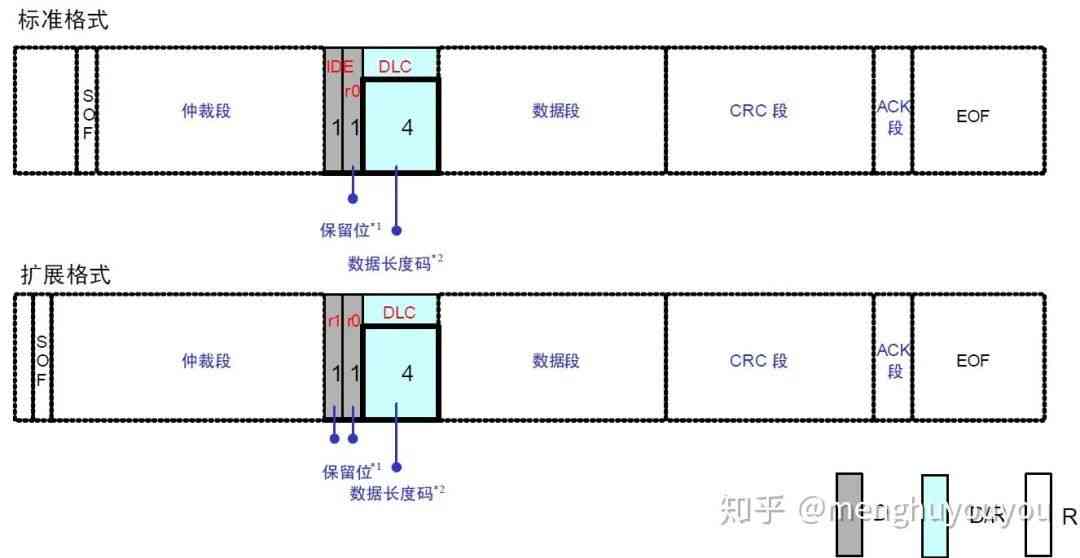 标准格式
SOF
仲裁段
IDE
r0
1
1
DLC
4
数据段
CRC 段
ACK
段
EOF
保留位*1
数据长度码*2
扩展格式
SOF
仲裁段
r1
r0
1
1
DLC
4
数据段
CRC 段
ACK
段
EOF
保留位*1
数据长度码*2
D
D/R
R
知乎 @menghuyouyou